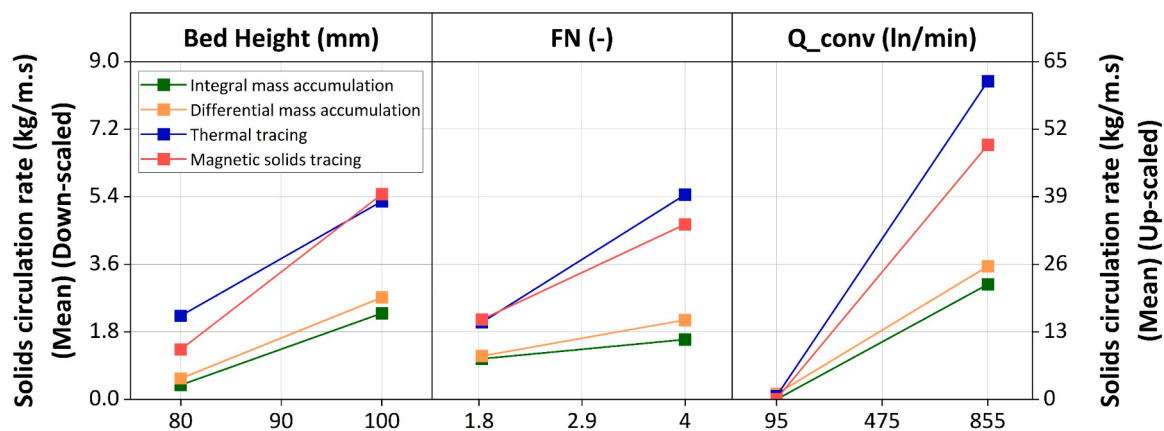 Bed Height (mm)
FN (-)
Q_conv (ln/min)
Solids circulation rate (kg/m.s)
(Mean) (Down-scaled)
9.0
7.2
5.4
3.6
1.8
0.0
Integral mass accumulation
Differential mass accumulation
Thermal tracing
Magnetic solids tracing
80
90
100
1.8
2.9
4
95
475
855
65
52
39
26
13
0
Solids circulation rate (kg/m.s)
(Mean) (Up-scaled)